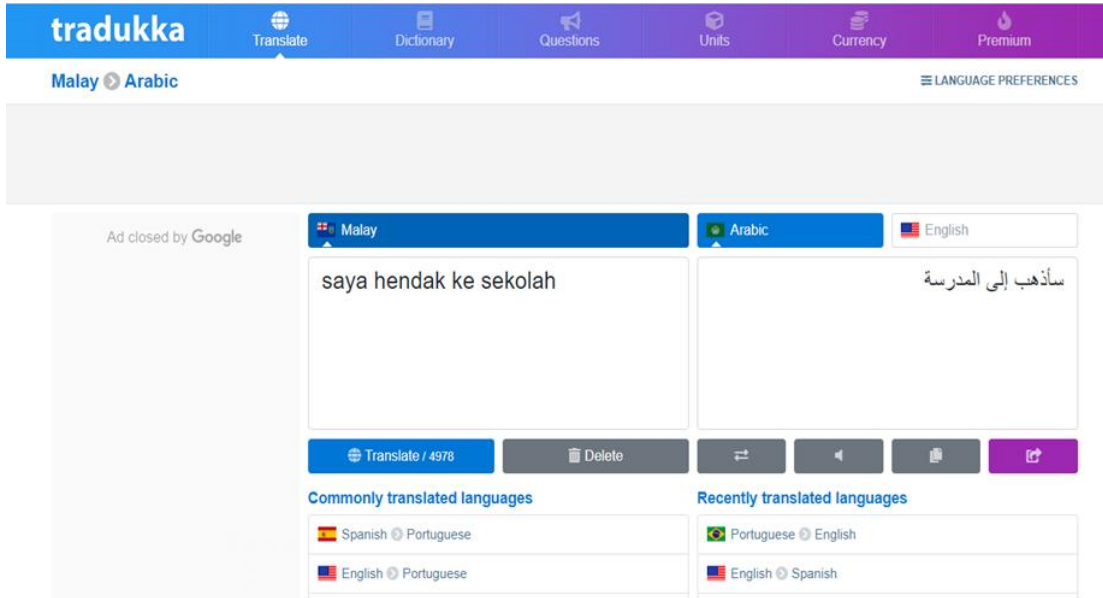 tradukka
Translate Dictionary Questions Units Currency Premium
Malay Arabic
LANGUAGE PREFERENCES
Ad closed by Google
Malay
Arabic
English
saya hendak ke sekolah
سأذهب إلى المدرسة
Translate / 4978
Delete
Commonly translated languages
Spanish Portuguese
English Portuguese
Recently translated languages
Portuguese English
English Spanish